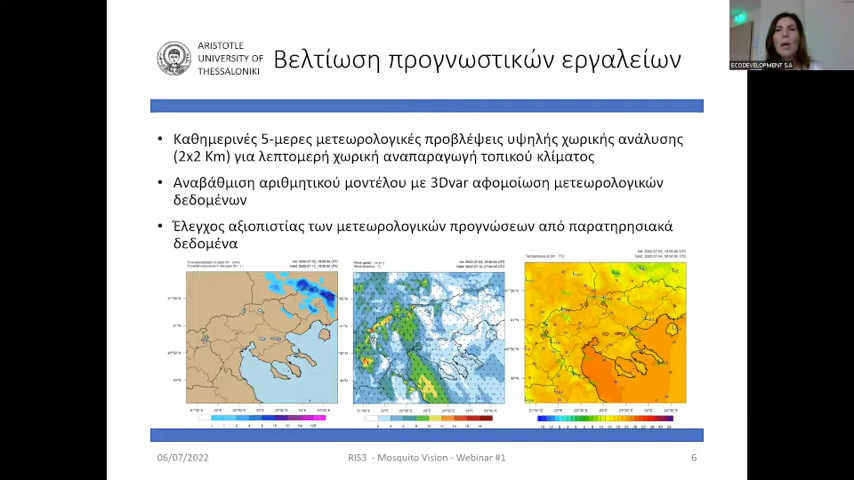 ARISTOTLE
UNIVERSITY OF
THESSALONIKI
Βελτίωση προγνωστικών εργαλείων
ECODEVELOPMENT S.A
• Καθημερινές 5-μερες μετεωρολογικές προβλέψεις υψηλής χωρικής ανάλυσης
(2x2 Km) για λεπτομερή χωρική αναπαραγωγή τοπικού κλίματος
• Αναβάθμιση αριθμητικού μοντέλου με 3Dvar αφομοίωση μετεωρολογικών
δεδομένων
• Έλεγχος αξιοπιστίας των μετεωρολογικών προγνώσεων από παρατηρησιακά
δεδομένα
06/07/2022
RIS3 - Mosquito Vision - Webinar #1
6